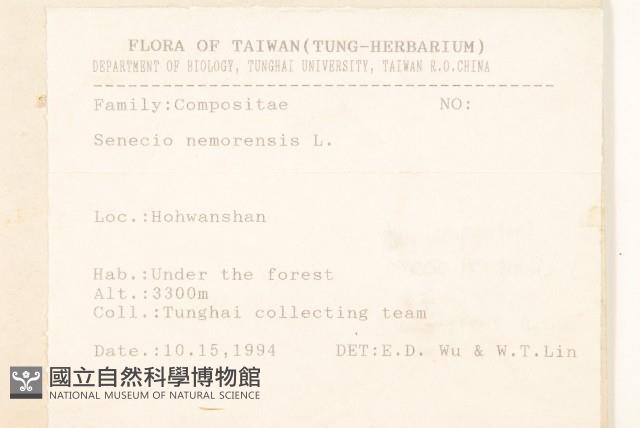 FLORA OF TAIWAN(TUNG-HERBARIUM)
DEPARTMENT OF BIOLOGY, TUNGHAI UNIVERSITY, TAIWAN R.O.CHINA
Family:Compositae NO:
Senecio nemorensis L.
Loc.:Hohwanshan
Hab.:Under the forest
Alt.:3300m
Coll.:Tunghai collecting team
Date.:10.15,1994 DET:E.D. Wu & W.T.Lin
國立自然科學博物館
NATIONAL MUSEUM OF NATURAL SCIENCE